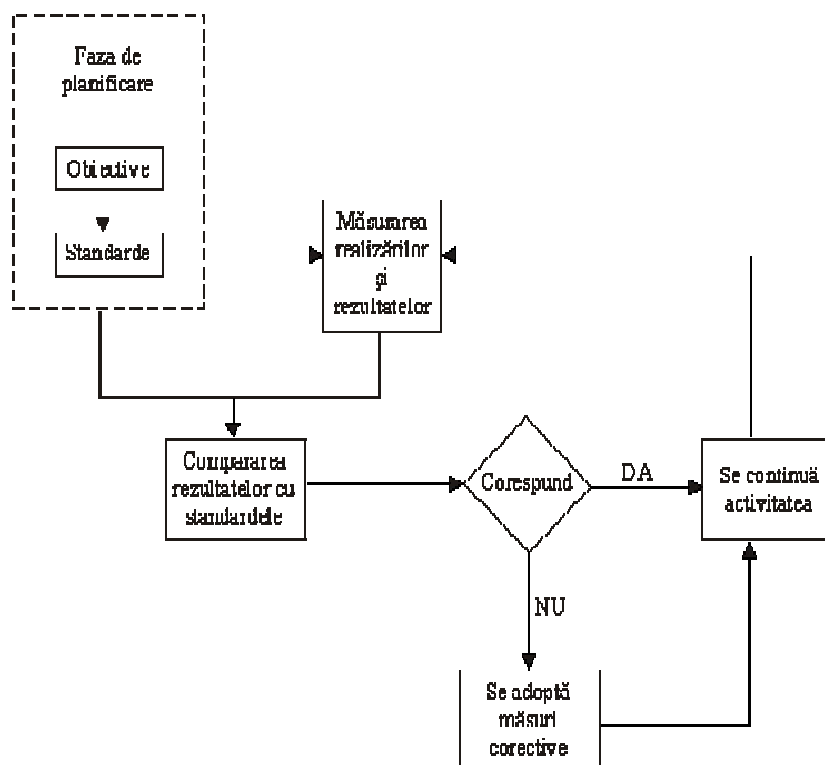 Faza de
planificare
Obiective
Standarde
Măsurarea
realizărilor
și
rezultatelor
Compararea
rezultatelor cu
standardele
Corespund
DA
Se continuă
activitatea
NU
Se adoptă
măsuri
corective